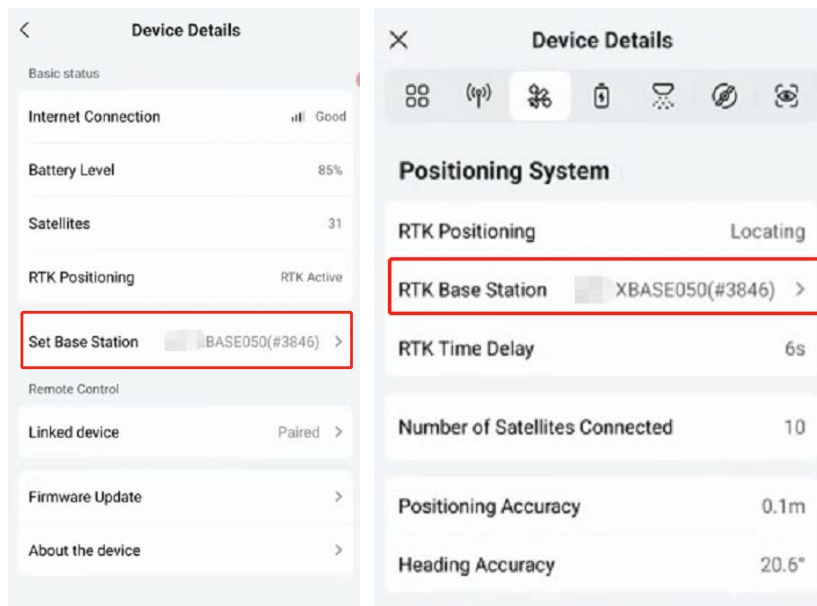 Device Details
Basic status
Internet Connection Good
Battery Level 85%
Satellites 31
RTK Positioning RTK Active
Set Base Station BASE050(#3846)
Remote Control
Linked device Paired
Firmware Update
About the device
Device Details
Positioning System
RTK Positioning Locating
RTK Base Station XBASE050(#3846)
RTK Time Delay 6s
Number of Satellites Connected 10
Positioning Accuracy 0.1m
Heading Accuracy 20.6°